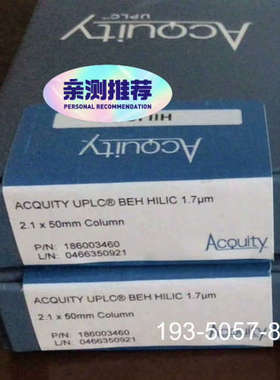 Acquity
UPLC™
亲测推荐
PERSONAL RECOMMENDATION
ACQUITY UPLC® BEH HILIC 1.7µm
2.1 x 50mm Column
P/N: 186003460
L/N: 0466350921
Acquity
ACQUITY UPLC® BEH HILIC 1.7µm
2.1 x 50mm Column
P/N: 186003460
L/N: 0466350921
Acquity
193-5057-8